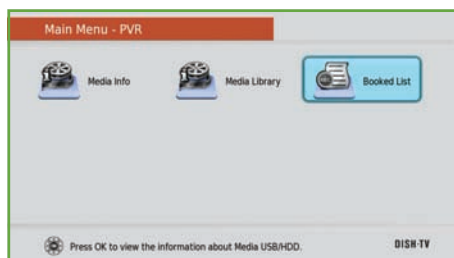 Main Menu - PVR
Media Info
Media Library
Booked List
Press OK to view the information about Media USB/HDD.
DISH-TV